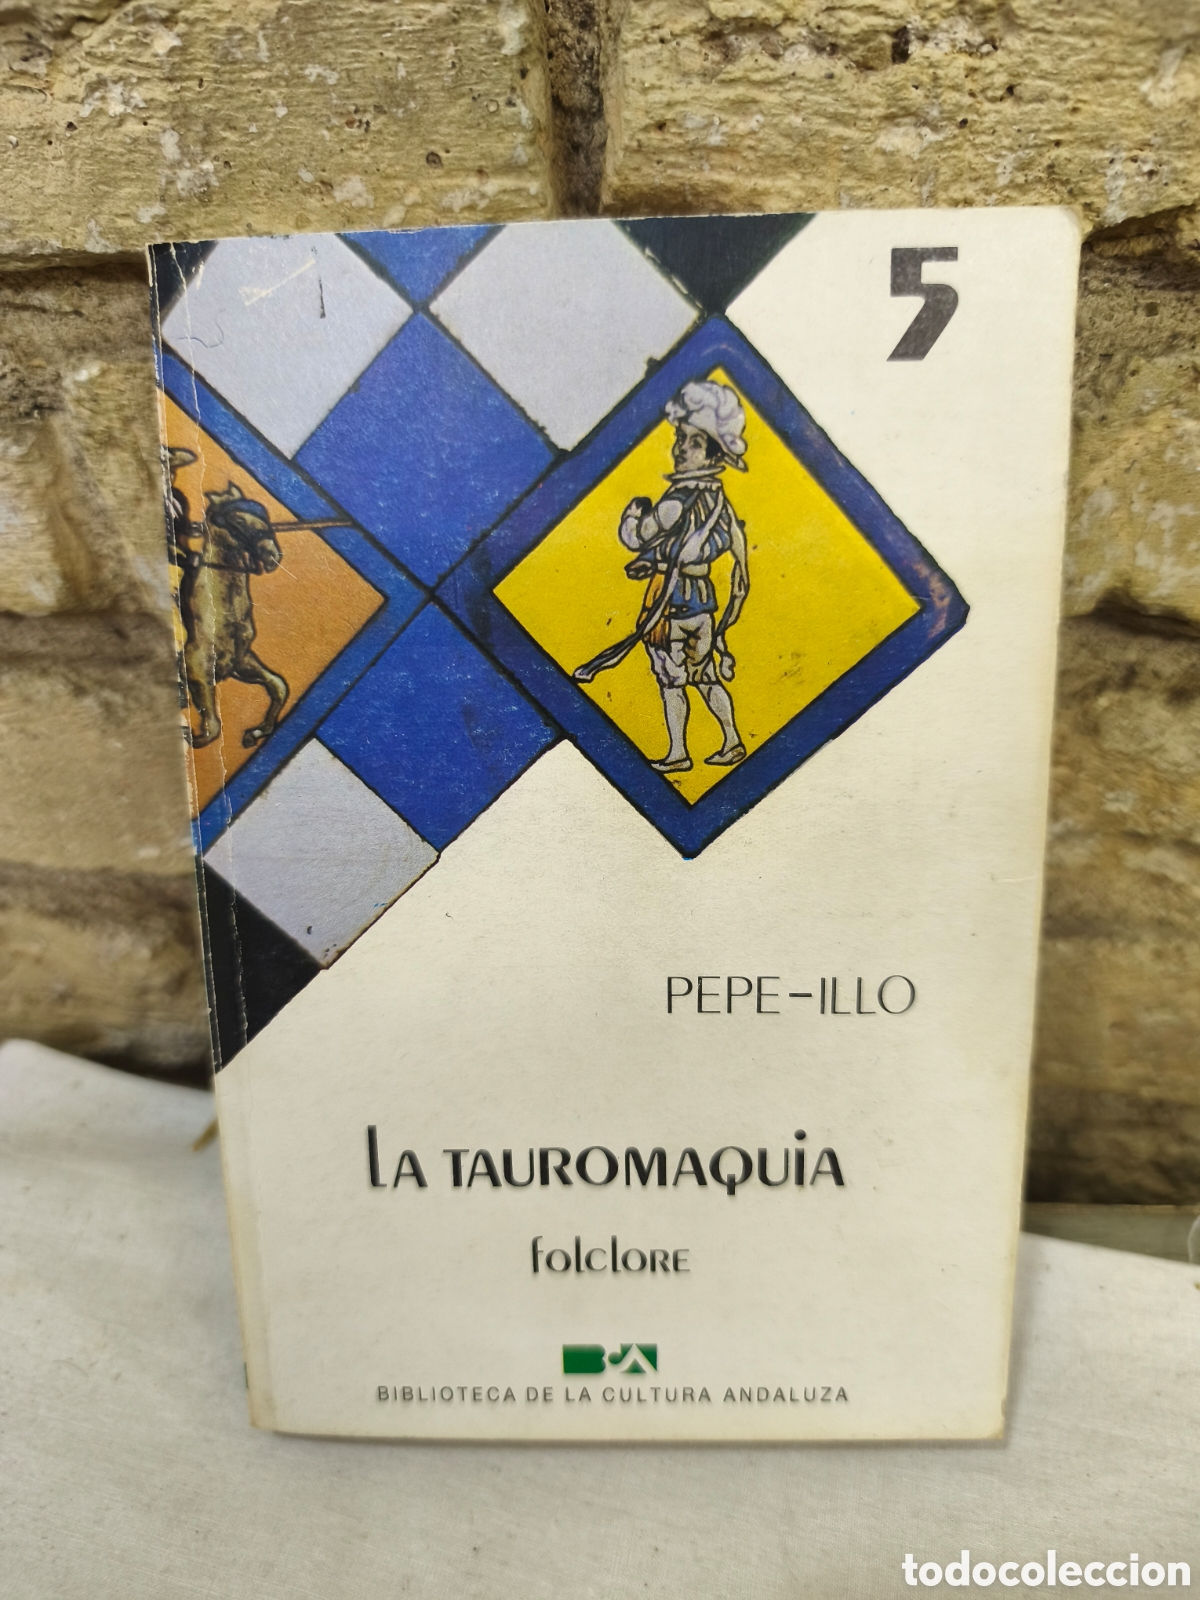 5
PEPE-ILLO
LA TAUROMAQUIA
folclore
BCA
BIBLIOTECA DE LA CULTURA ANDALUZA
todocoleccion